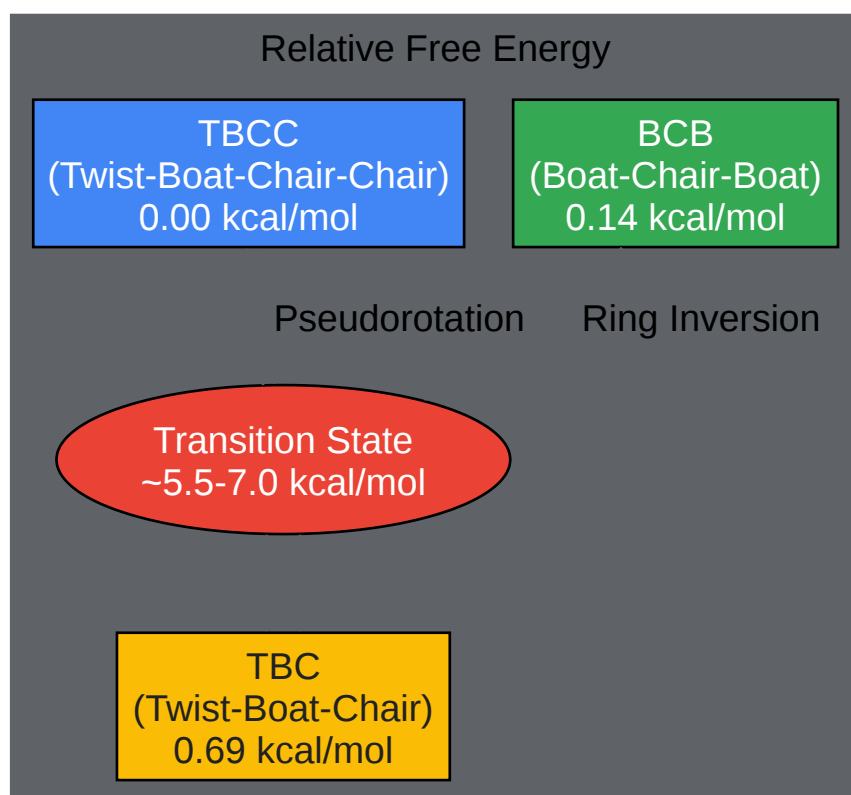 Relative Free Energy
TBCC
(Twist-Boat-Chair-Chair)
0.00 kcal/mol
BCB
(Boat-Chair-Boat)
0.14 kcal/mol
Pseudorotation
Ring Inversion
Transition State
~5.5-7.0 kcal/mol
TBC
(Twist-Boat-Chair)
0.69 kcal/mol